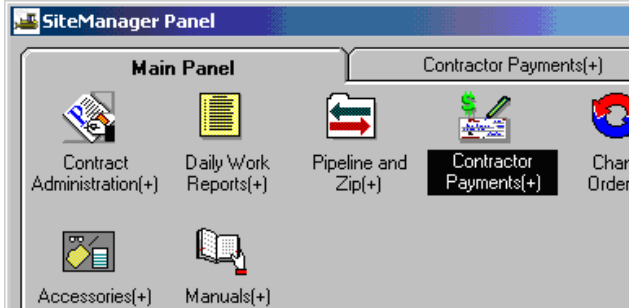 SiteManager Panel
Main Panel
Contractor Payments(+)
Contract
Administration(+)
Daily Work
Reports(+)
Pipeline and
Zip(+)
Contractor
Payments(+)
Accessories(+)
Manuals(+)